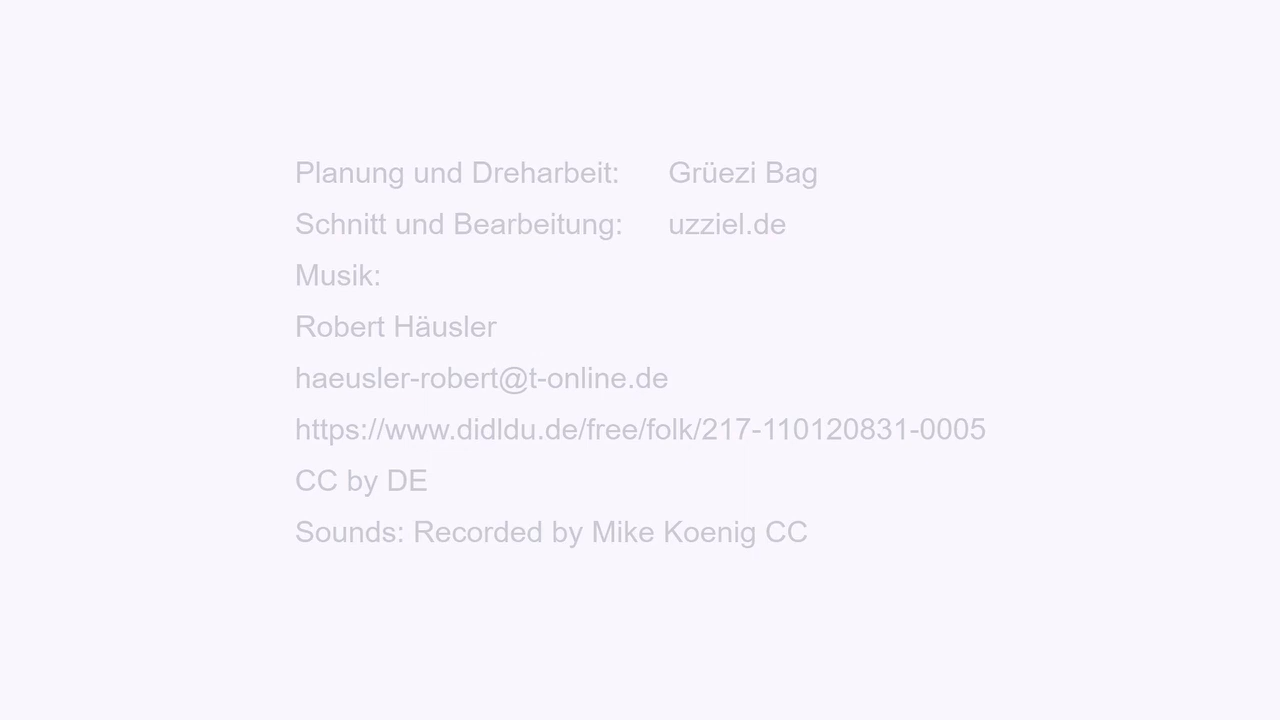 Planung und Dreharbeit: Grüezi Bag
Schnitt und Bearbeitung: uzziel.de
Musik:
Robert Häusler
haeusler-robert@t-online.de
https://www.didldu.de/free/folk/217-110120831-0005
CC by DE
Sounds: Recorded by Mike Koenig CC